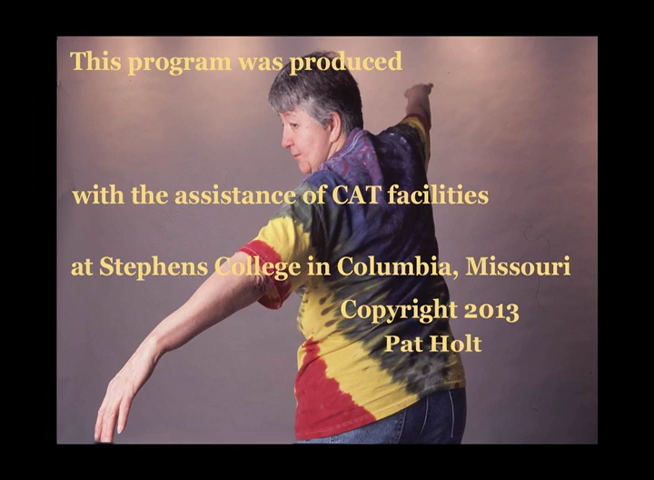 This program was produced
with the assistance of CAT facilities
at Stephens College in Columbia, Missouri
Copyright 2013
Pat Holt